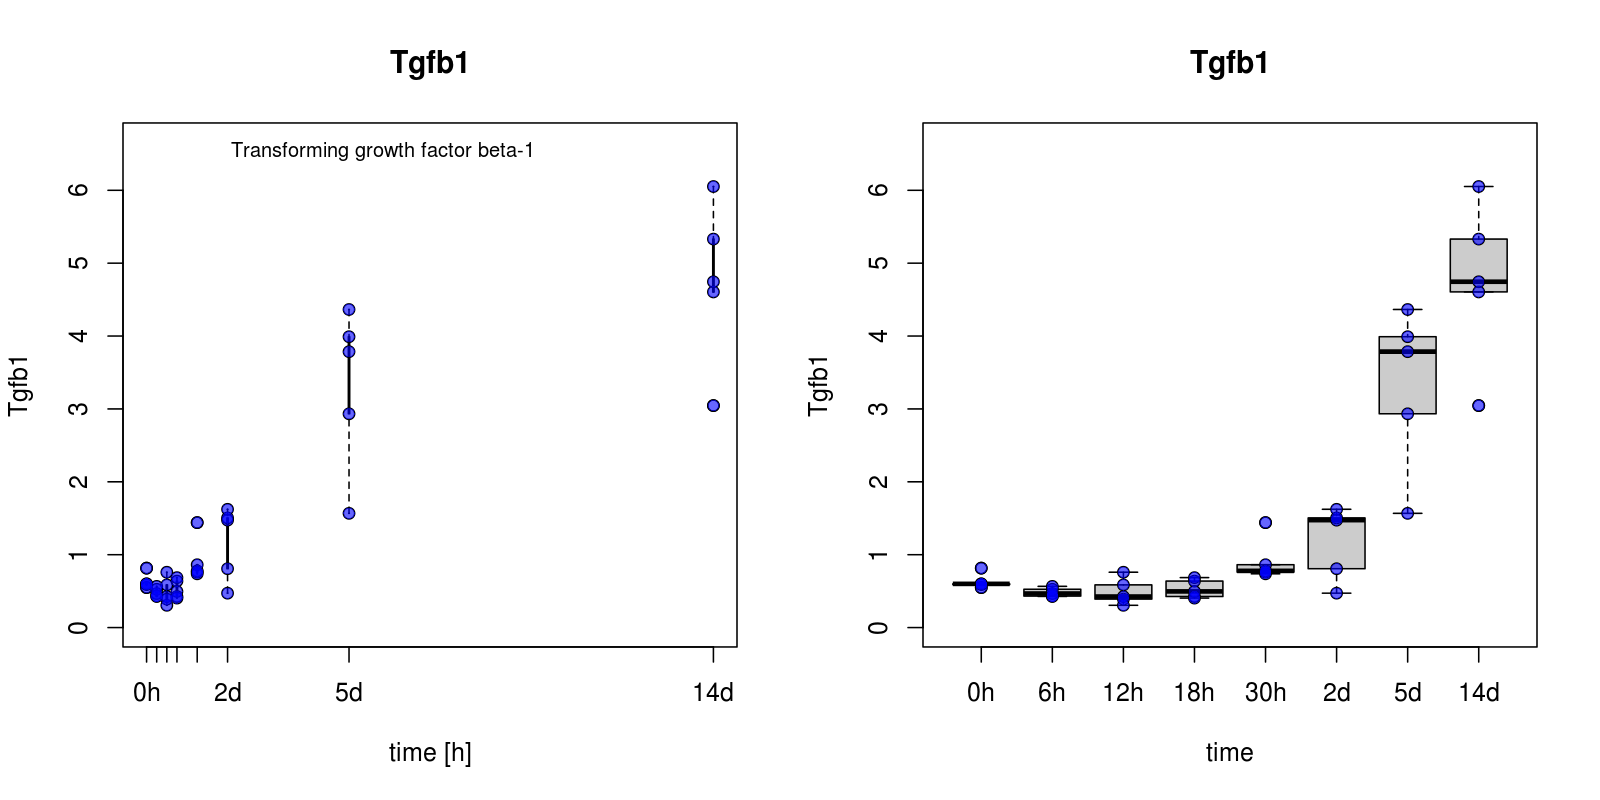 Tgfb1
Transforming growth factor beta-1
Tgfb1
6
5
4
3
2
1
0
0h 2d 5d 14d
time [h]
Tgfb1
Tgfb1
6
5
4
3
2
1
0
0h 6h 12h 18h 30h 2d 5d 14d
time